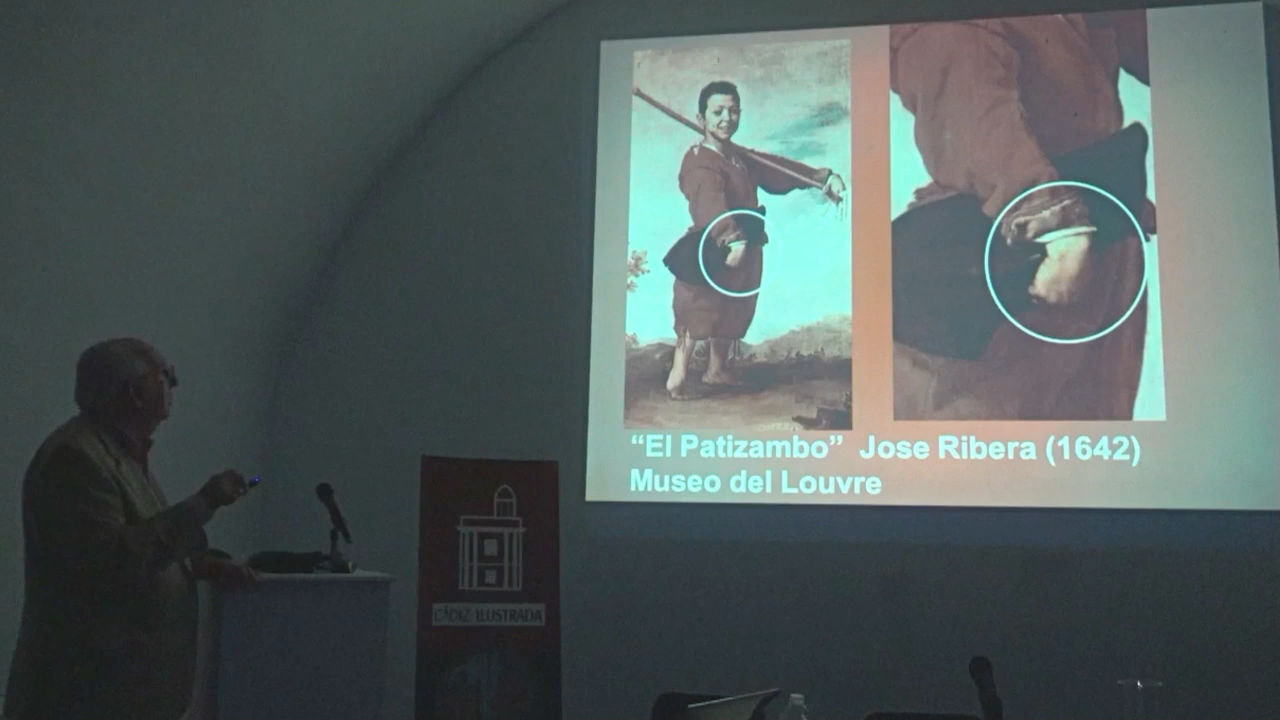 “El Patizambo” Jose Ribera (1642)
Museo del Louvre
CÁDIZ ILUSTRADA